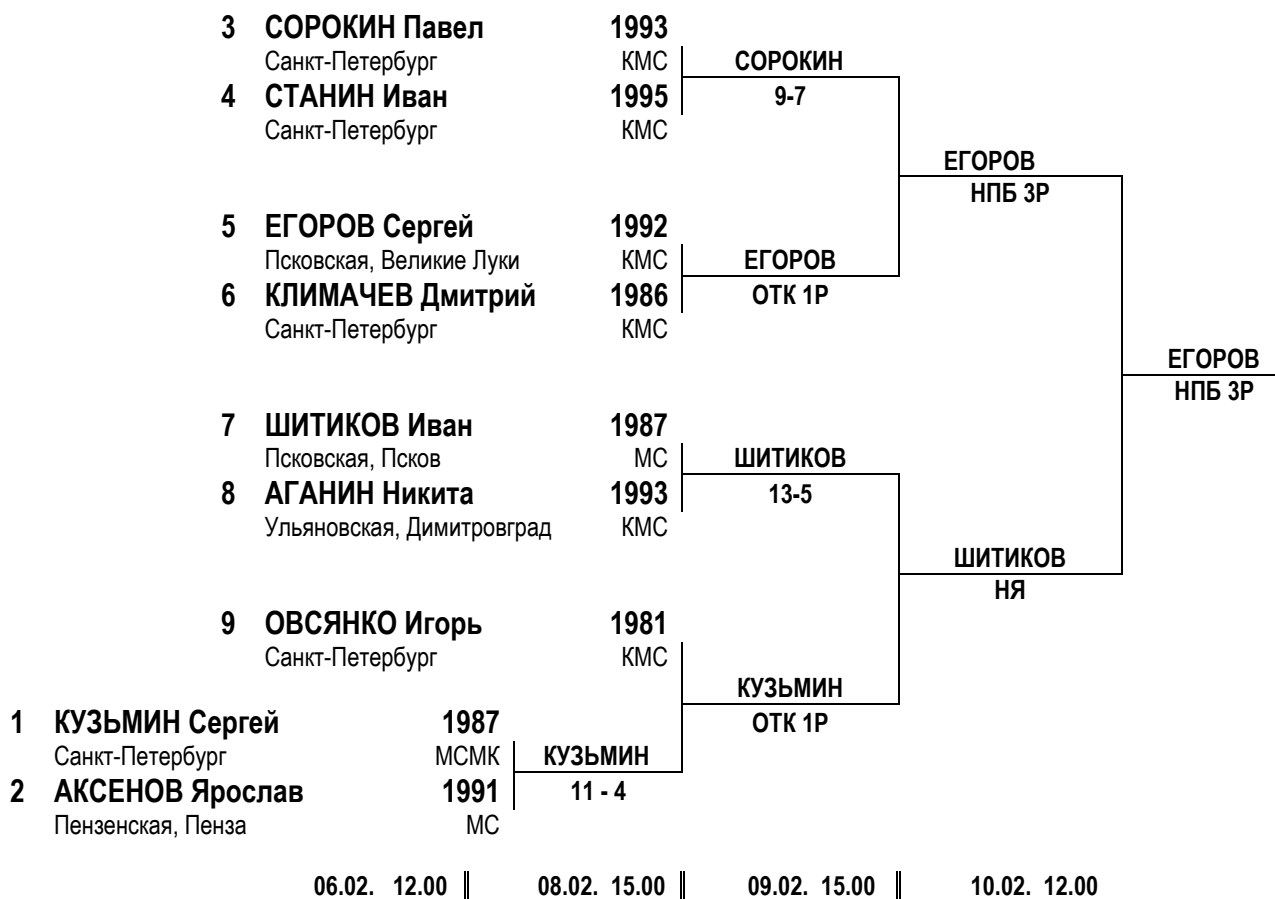 3 СОРОКИН Павел 1993
Санкт-Петербург КМС СОРОКИН
4 СТАНИН Иван 1995 9-7
Санкт-Петербург КМС
ЕГОРОВ
НПБ 3Р
5 ЕГОРОВ Сергей 1992
Псковская, Великие Луки КМС ЕГОРОВ
6 КЛИМАЧЕВ Дмитрий 1986 ОТК 1Р
Санкт-Петербург КМС
ЕГОРОВ
НПБ 3Р
7 ШИТИКОВ Иван 1987
Псковская, Псков МС ШИТИКОВ
8 АГАНИН Никита 1993 13-5
Ульяновская, Димитровград КМС
ШИТИКОВ
НЯ
9 ОВСЯНКО Игорь 1981
Санкт-Петербург КМС
КУЗЬМИН
1 КУЗЬМИН Сергей 1987 ОТК 1Р
Санкт-Петербург МСМК КУЗЬМИН
2 АКСЕНОВ Ярослав 1991 11 - 4
Пензенская, Пенза МС
06.02. 12.00 08.02. 15.00 09.02. 15.00 10.02. 12.00